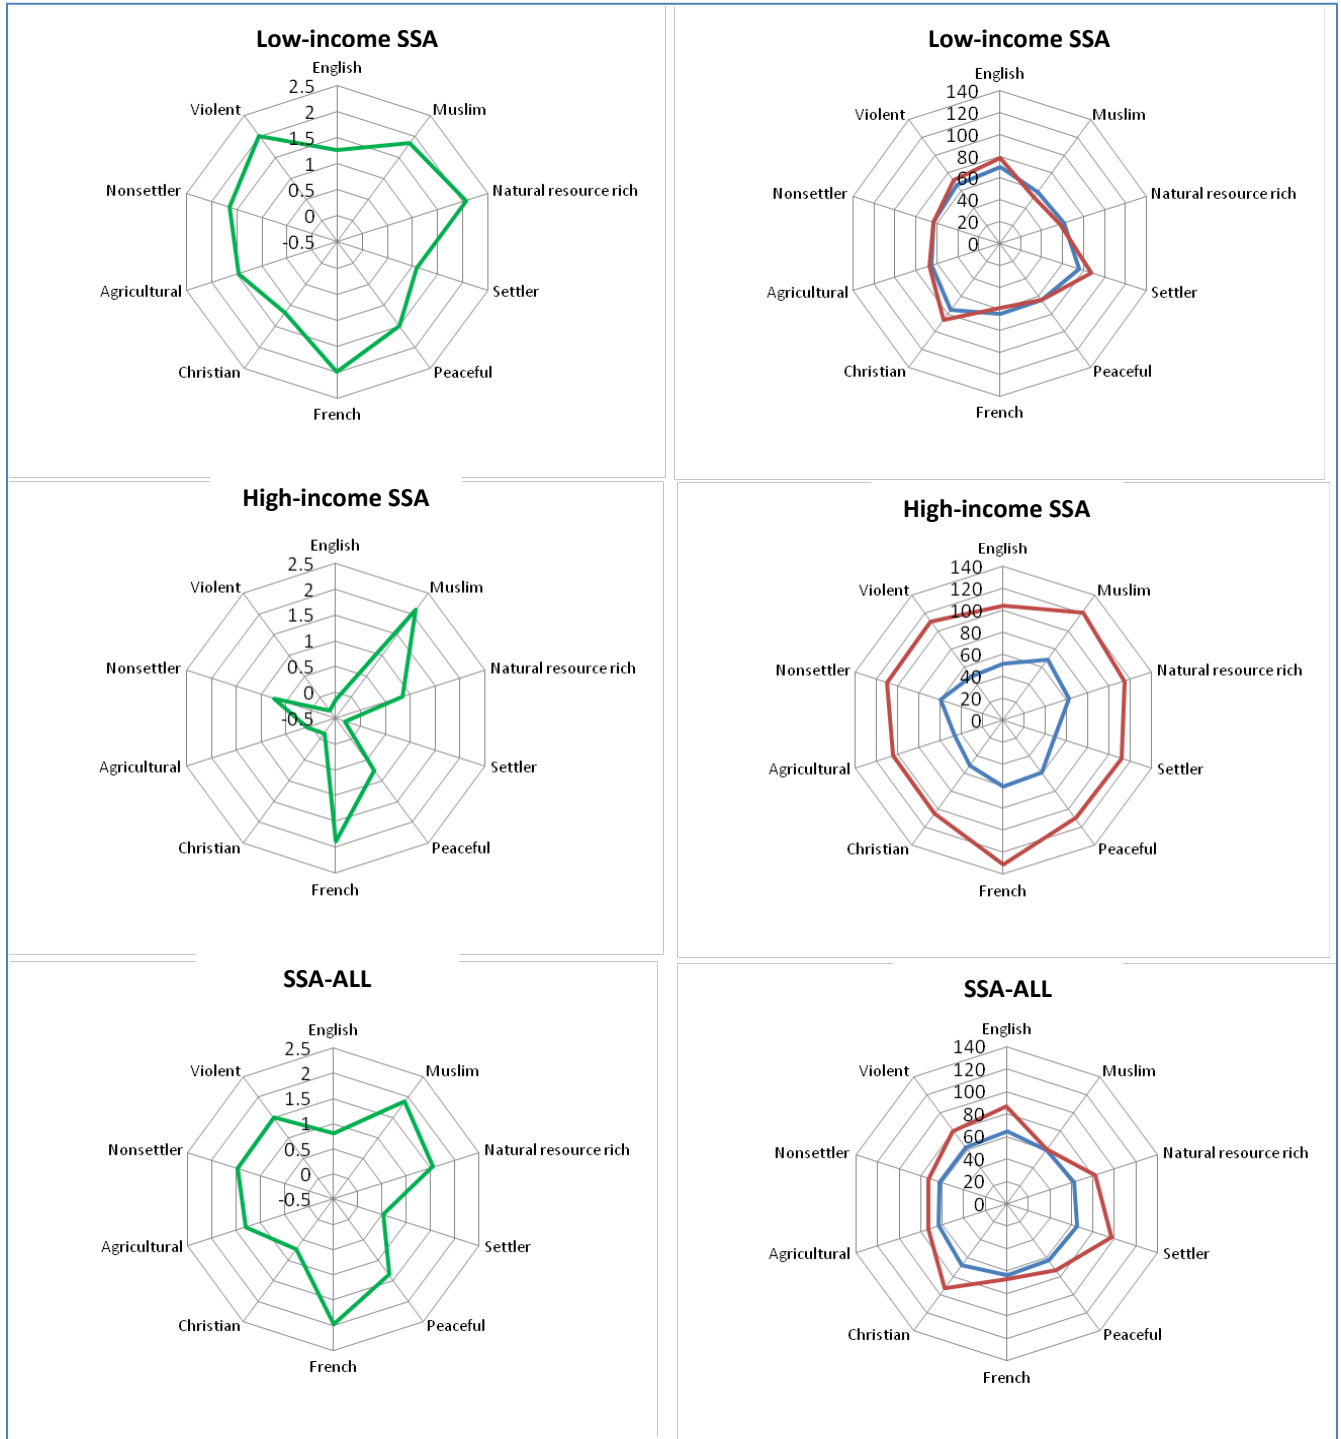 Low-income SSA
English
2.5
2
1.5
1
0.5
0
-0.5
Muslim
Natural resource rich
Settler
Peaceful
French
Christian
Agricultural
Nonsettler
Violent
Low-income SSA
English
140
120
100
80
60
40
20
0
Muslim
Natural resource rich
Settler
Peaceful
French
Christian
Agricultural
Nonsettler
Violent
High-income SSA
English
2.5
2
1.5
1
0.5
0
-0.5
Muslim
Natural resource rich
Settler
Peaceful
French
Christian
Agricultural
Nonsettler
Violent
High-income SSA
English
140
120
100
80
60
40
20
0
Muslim
Natural resource rich
Settler
Peaceful
French
Christian
Agricultural
Nonsettler
Violent
SSA-ALL
English
2.5
2
1.5
1
0.5
0
-0.5
Muslim
Natural resource rich
Settler
Peaceful
French
Christian
Agricultural
Nonsettler
Violent
SSA-ALL
English
140
120
100
80
60
40
20
0
Muslim
Natural resource rich
Settler
Peaceful
French
Christian
Agricultural
Nonsettler
Violent